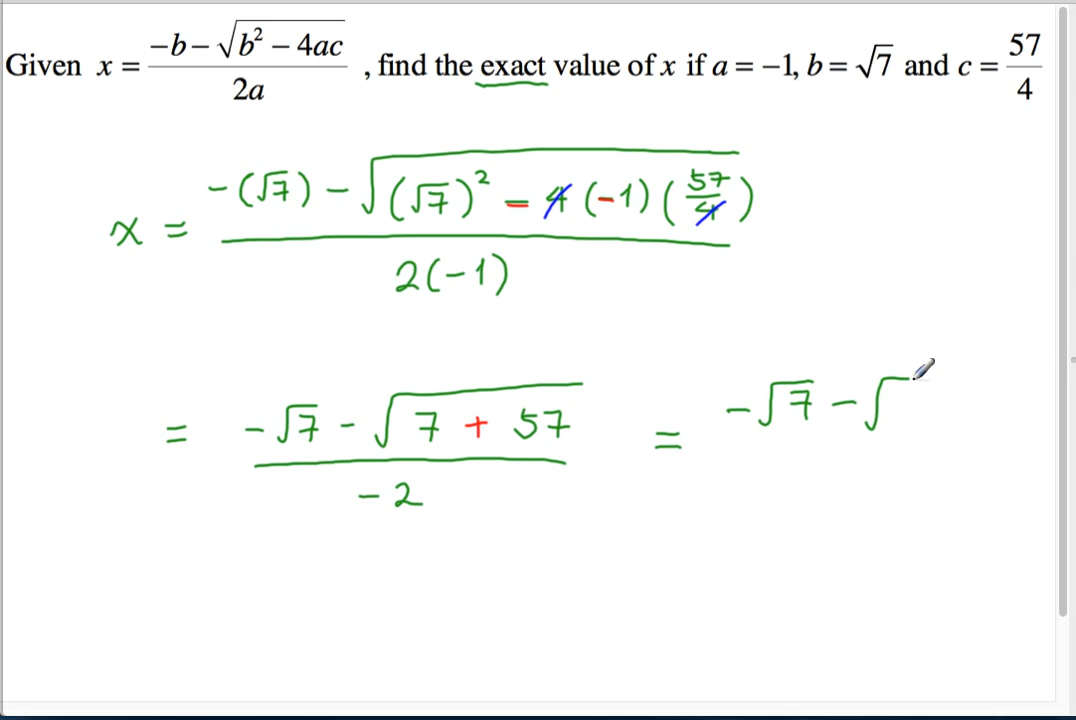 Given x = (-b - √(b² - 4ac)) / 2a , find the exact value of x if a = -1, b = √7 and c = 57/4
x = (-(√7) - √((√7)² - 4(-1)(57/4))) / 2(-1)
= (-√7 - √(7 + 57)) / -2 = -√7 - √